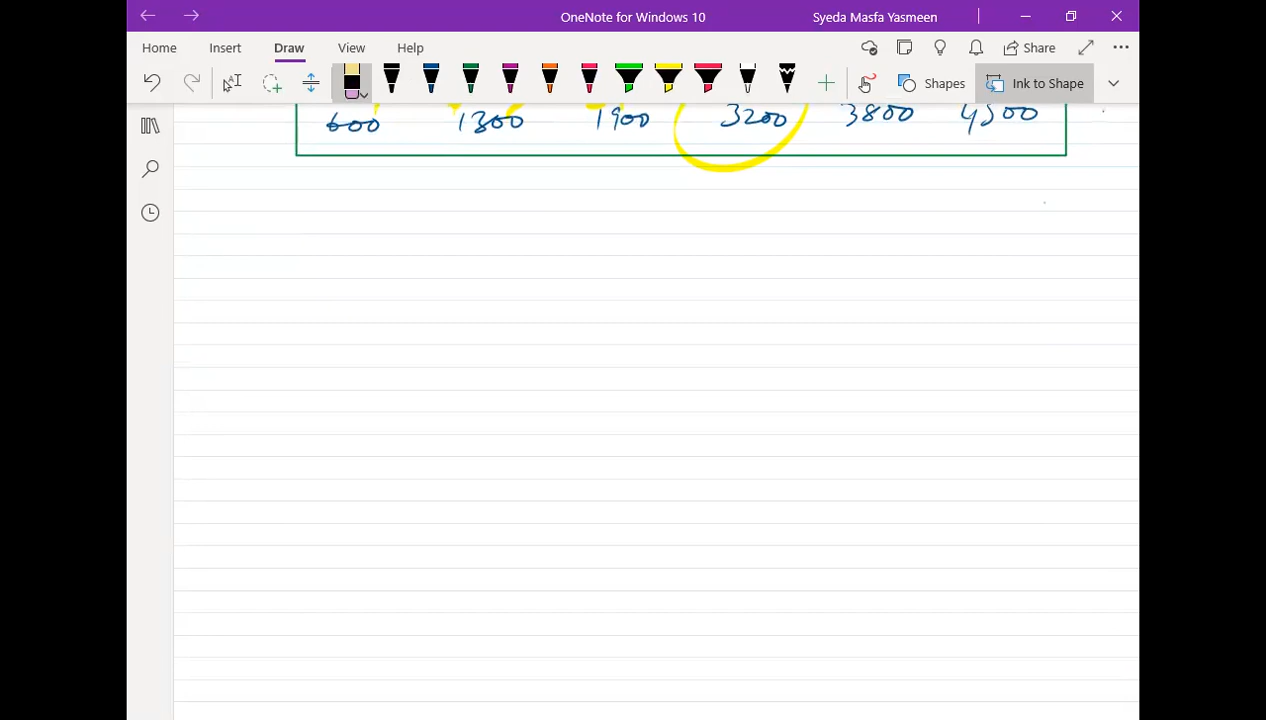 OneNote for Windows 10
Syeda Masfa Yasmeen
Home Insert Draw View Help
Share
Shapes
Ink to Shape
600 1300 1900 3200 3800 4500